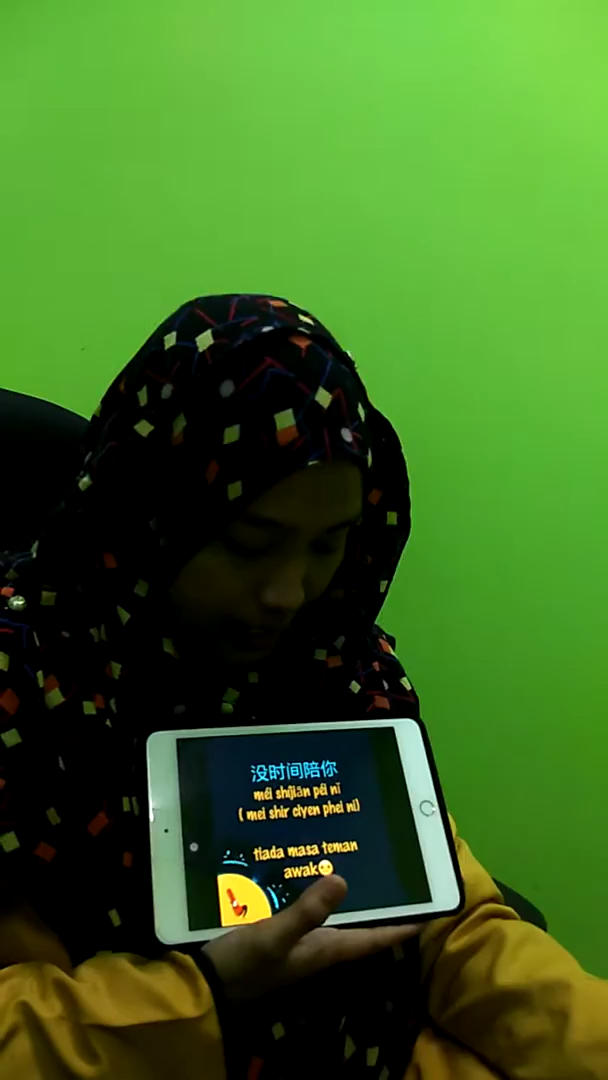 没时间陪你
méi shíjiān péi nǐ
( mei shir ciyen phei ni)
tiada masa teman
awak😶